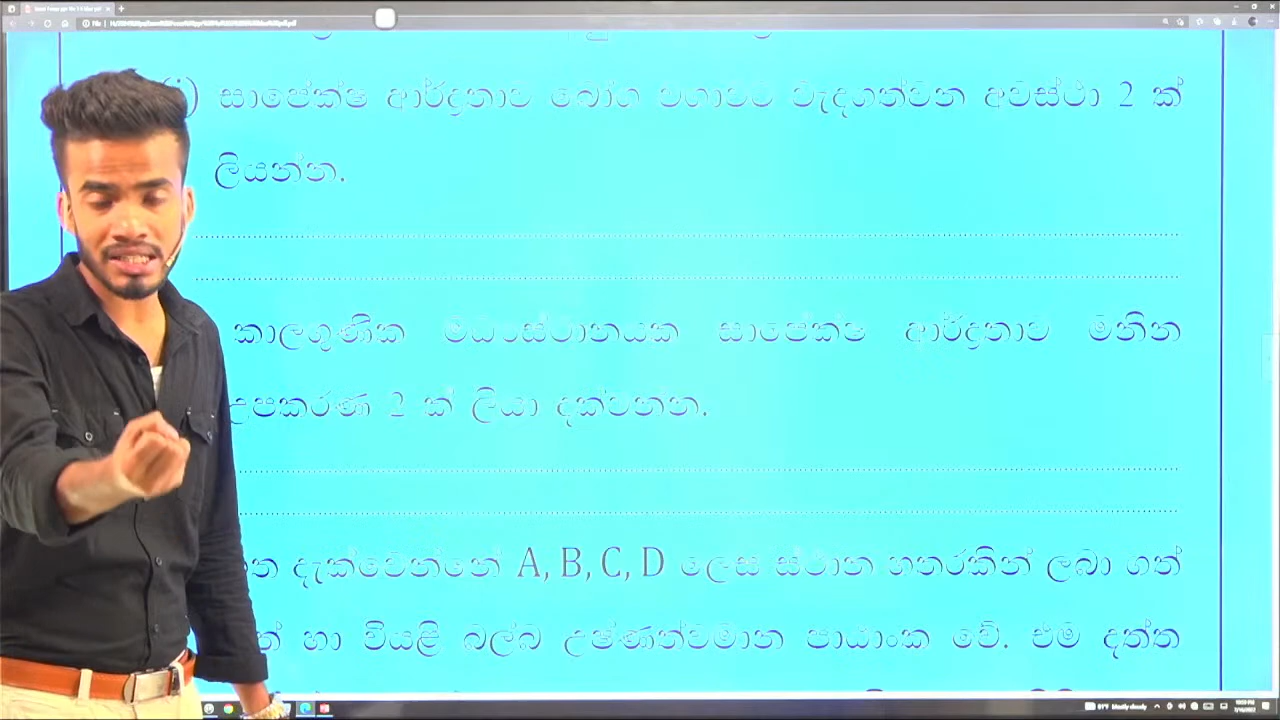 සාපේක්ෂ ආර්ද්‍රතාව බෝග වගාවට වැදගත්වන අවස්ථා 2 ක්
ලියන්න.
කාලගුණික මධ්‍යස්ථානයක සාපේක්ෂ ආර්ද්‍රතාව මනින
උපකරණ 2 ක් ලියා දක්වන්න.
දැක්වෙන්නේ A, B, C, D ලෙස ස්ථාන හතරකින් ලබා ගත්
හා වියළි බල්බ උෂ්ණත්වමාන පාඨාංක වේ. එම දත්ත